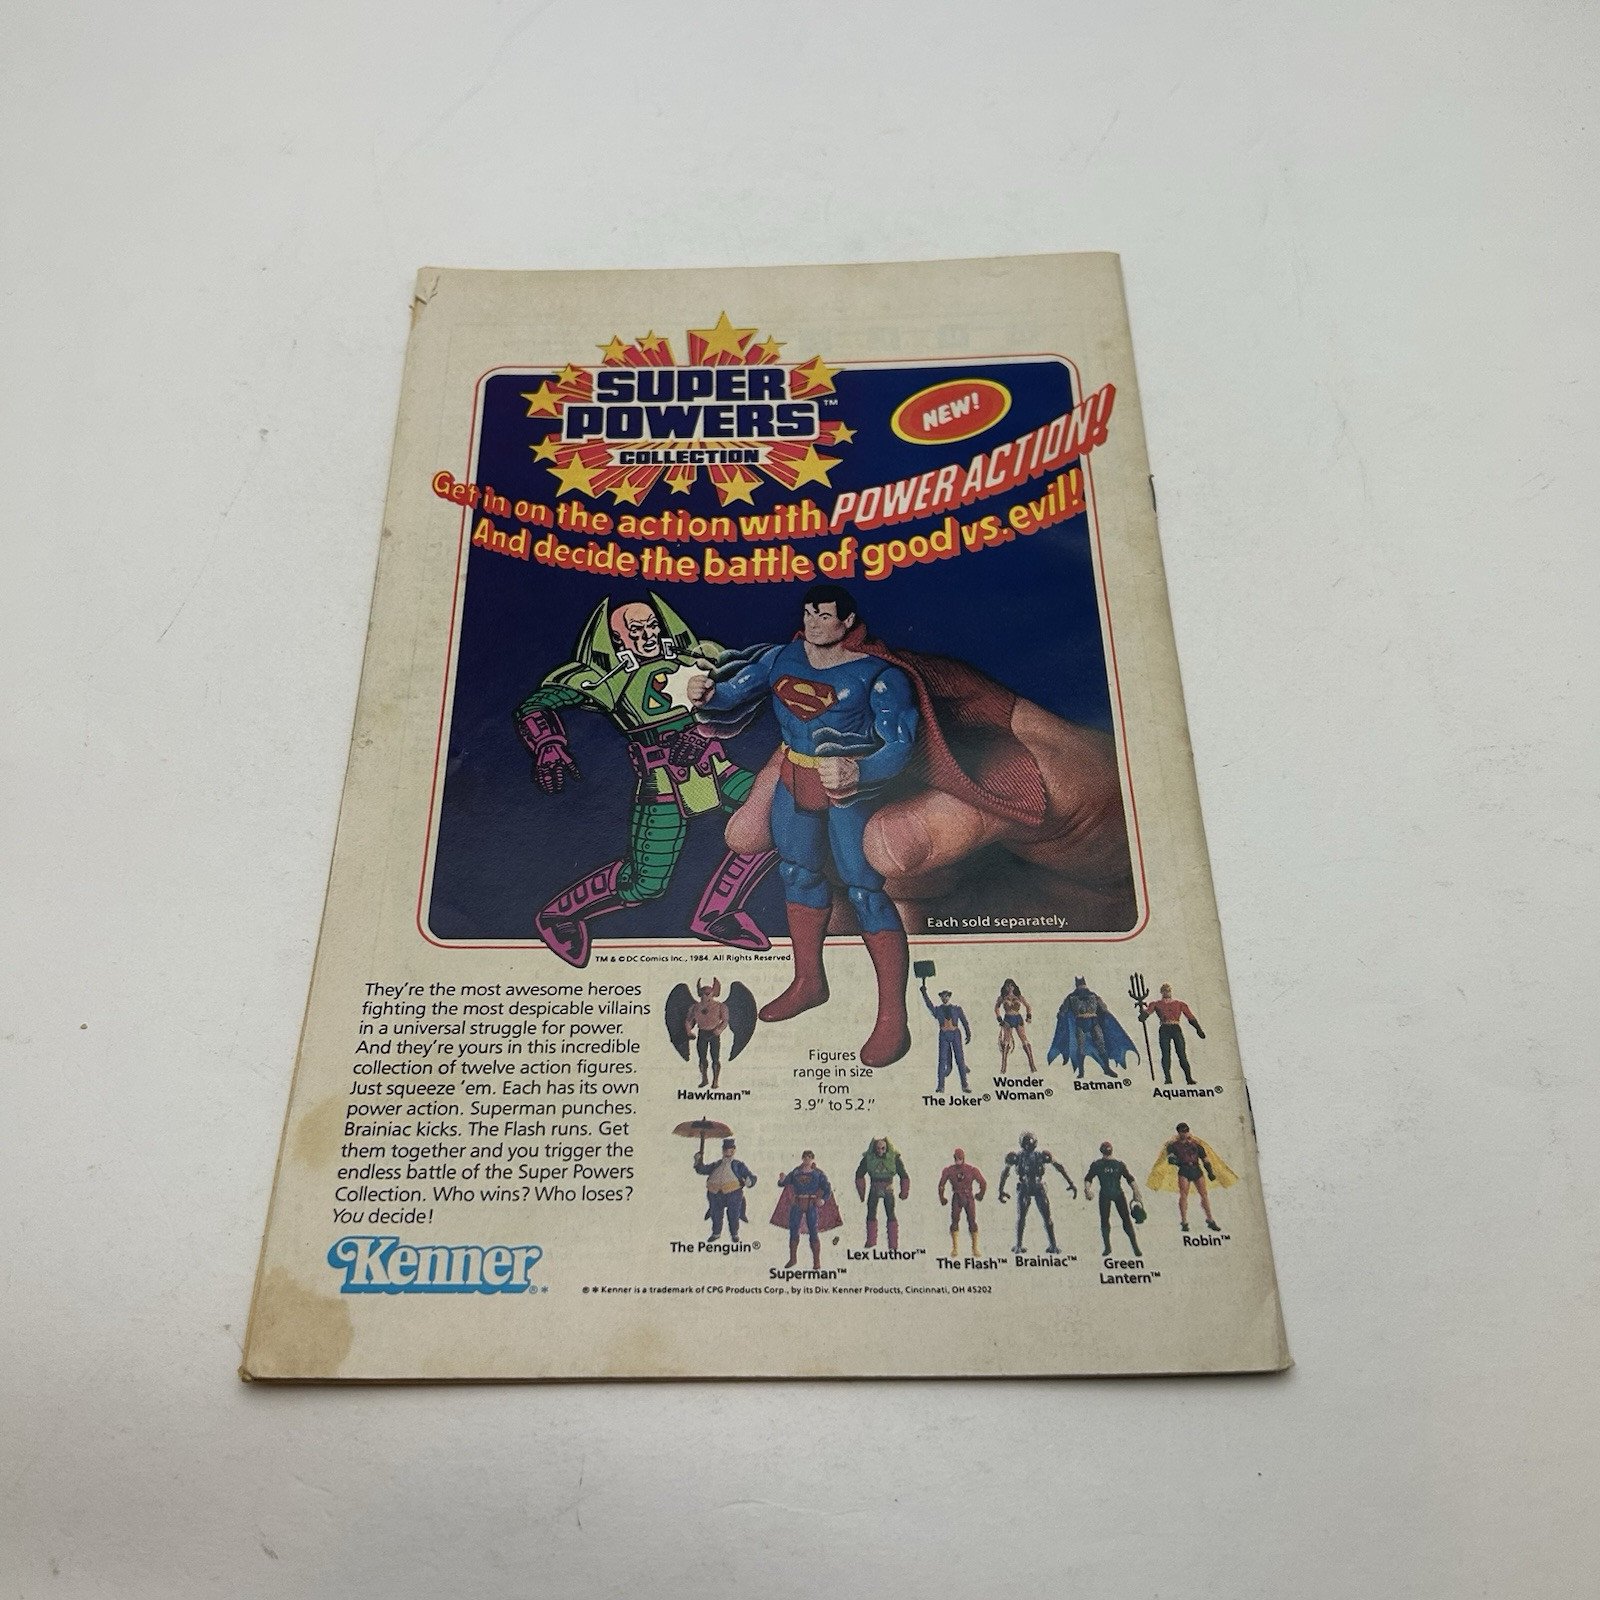 SUPER
POWERS™
COLLECTION
NEW!
Get in on the action with POWER ACTION!
And decide the battle of good vs. evil!
Each sold separately.
TM & © DC Comics Inc., 1984. All Rights Reserved
They're the most awesome heroes
fighting the most despicable villains
in a universal struggle for power.
And they're yours in this incredible
collection of twelve action figures.
Just squeeze 'em. Each has its own
power action. Superman punches.
Brainiac kicks. The Flash runs. Get
them together and you trigger the
endless battle of the Super Powers
Collection. Who wins? Who loses?
You decide!
Hawkman™
Figures
range in size
from
3.9" to 5.2."
The Joker®
Wonder
Woman®
Batman®
Aquaman®
The Penguin®
Superman™
Lex Luthor™
The Flash™
Brainiac™
Green
Lantern™
Robin™
Kenner®*
®* Kenner is a trademark of CPG Products Corp., by its Div. Kenner Products, Cincinnati, OH 45202